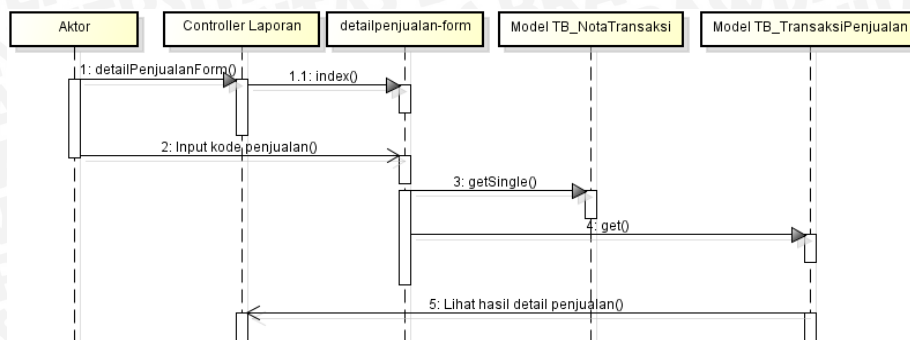 Aktor
Controller Laporan
detailpenjualan-form
Model TB_NotaTransaksi
Model TB_TransaksiPenjualan
1: detailPenjualanForm()
1.1: index()
2: Input kode penjualan()
3: getSingle()
4: get()
5: Lihat hasil detail penjualan()